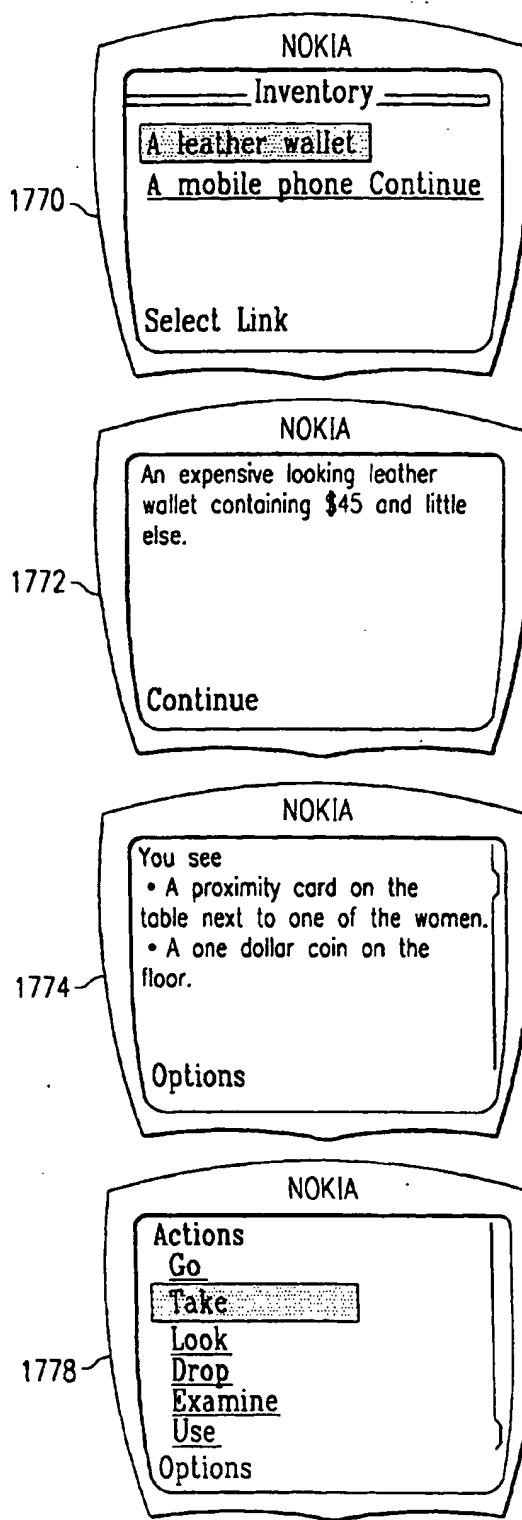 NOKIA
Inventory
A leather wallet
A mobile phone Continue
1770
Select Link
NOKIA
An expensive looking leather
wallet containing $45 and little
else.
1772
Continue
NOKIA
You see
• A proximity card on the
table next to one of the women.
• A one dollar coin on the
floor.
1774
Options
NOKIA
Actions
Go
Take
Look
1778
Drop
Examine
Use
Options